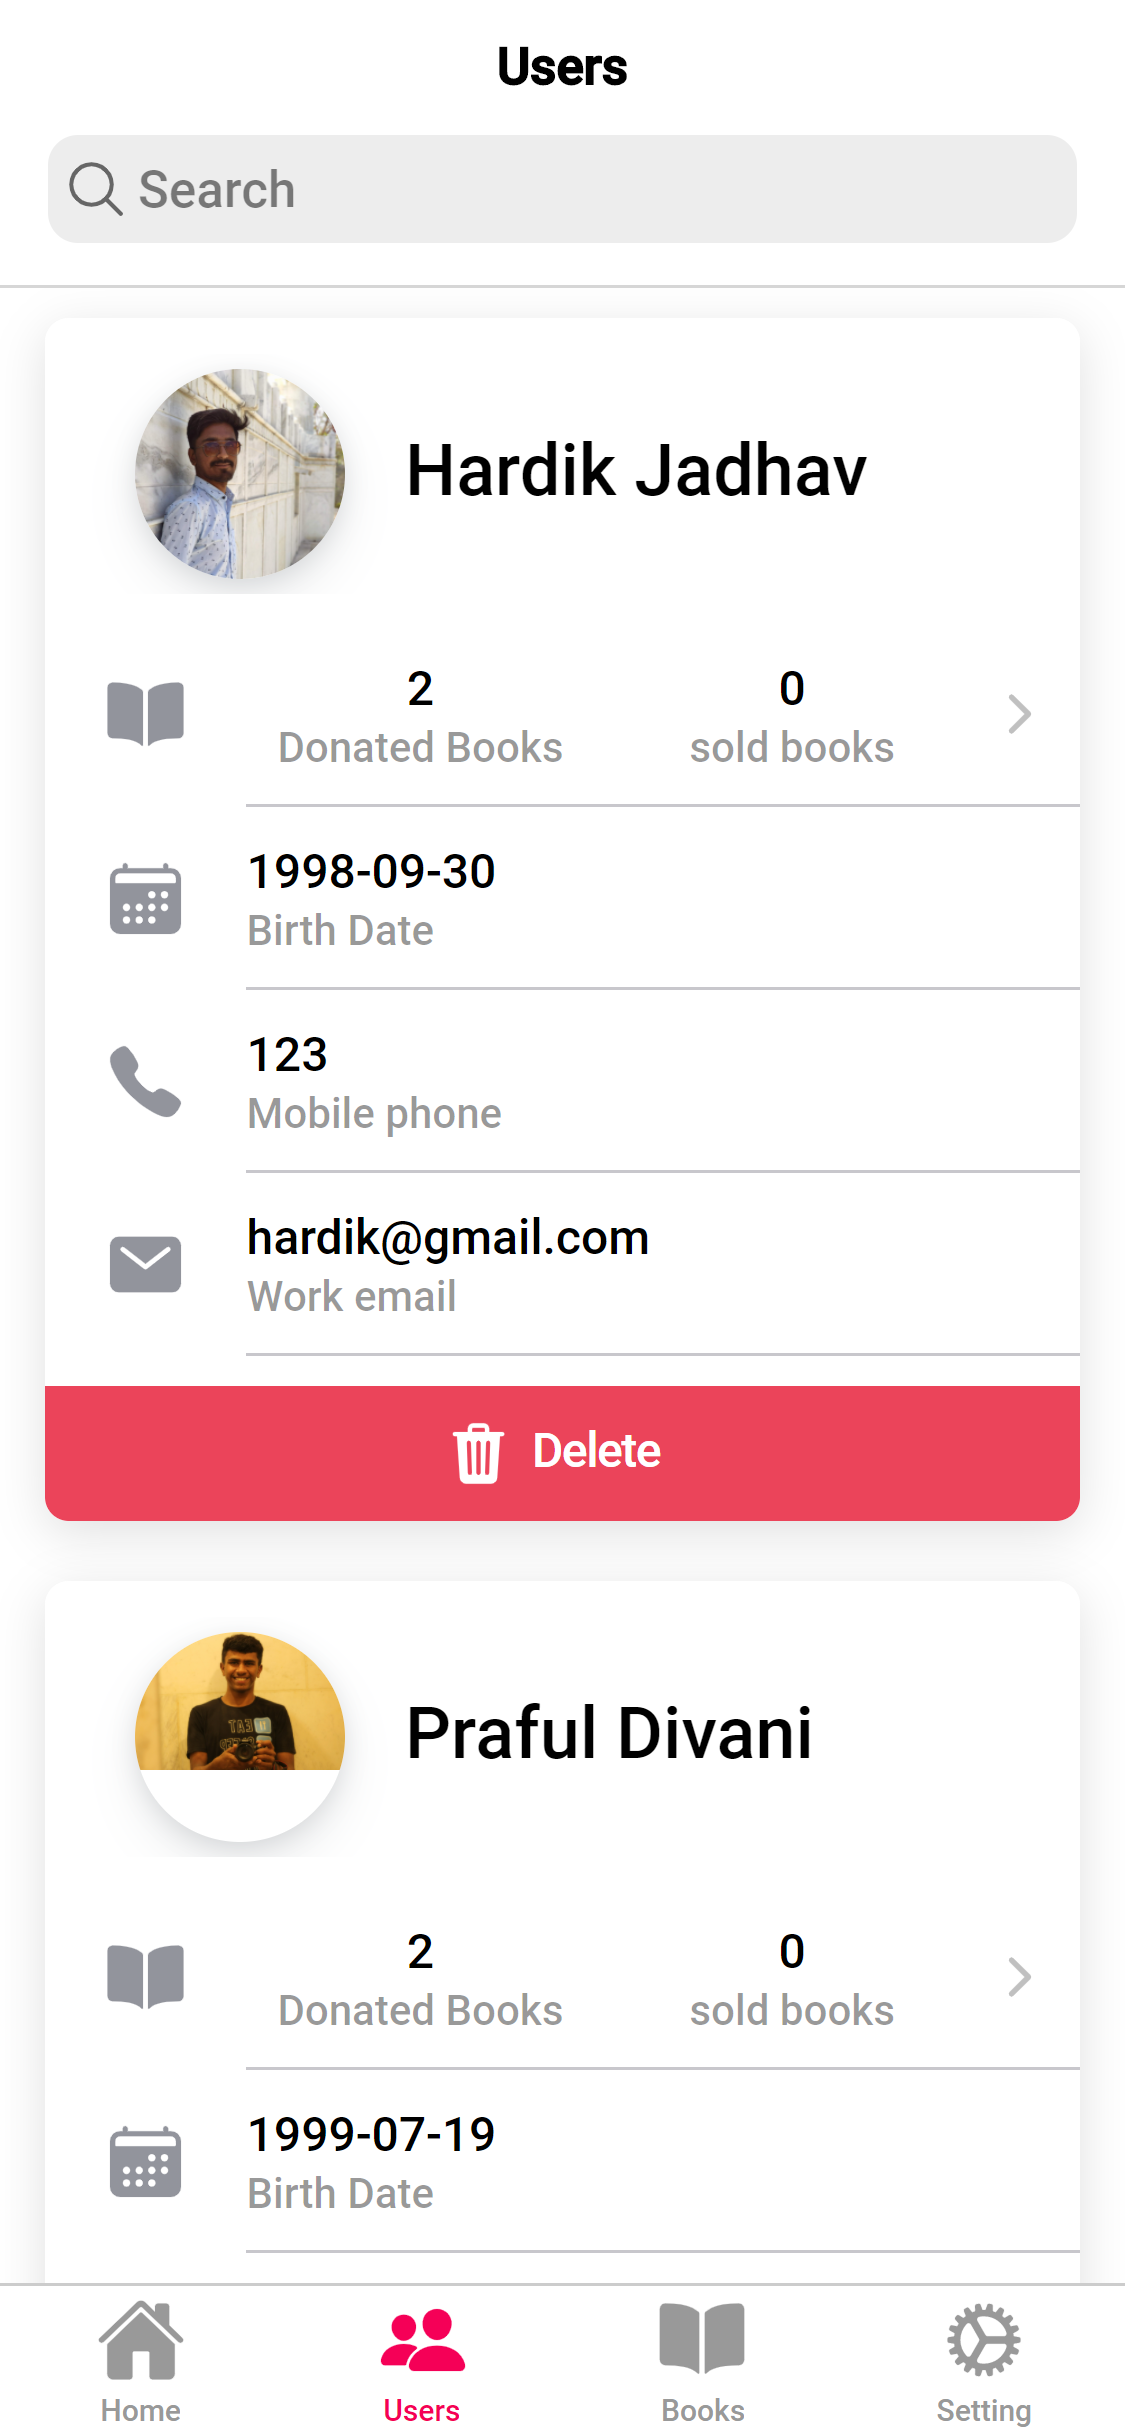 Users
Search
Hardik Jadhav
2 0
Donated Books sold books
1998-09-30
Birth Date
123
Mobile phone
hardik@gmail.com
Work email
Delete
Praful Divani
2 0
Donated Books sold books
1999-07-19
Birth Date
Home Users Books Setting